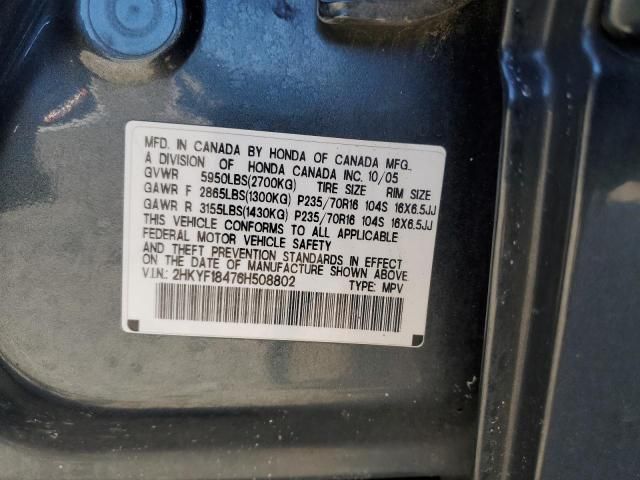 MFD. IN CANADA BY HONDA OF CANADA MFG.
A DIVISION OF HONDA CANADA INC. 10/05
GVWR 5950LBS(2700KG) TIRE SIZE RIM SIZE
GAWR F 2865LBS(1300KG) P235/70R16 104S 16X6.5JJ
GAWR R 3155LBS(1430KG) P235/70R16 104S 16X6.5JJ
THIS VEHICLE CONFORMS TO ALL APPLICABLE
FEDERAL MOTOR VEHICLE SAFETY
AND THEFT PREVENTION STANDARDS IN EFFECT
ON THE DATE OF MANUFACTURE SHOWN ABOVE.
V.I.N.: 2HKYF18476H508802 TYPE: MPV